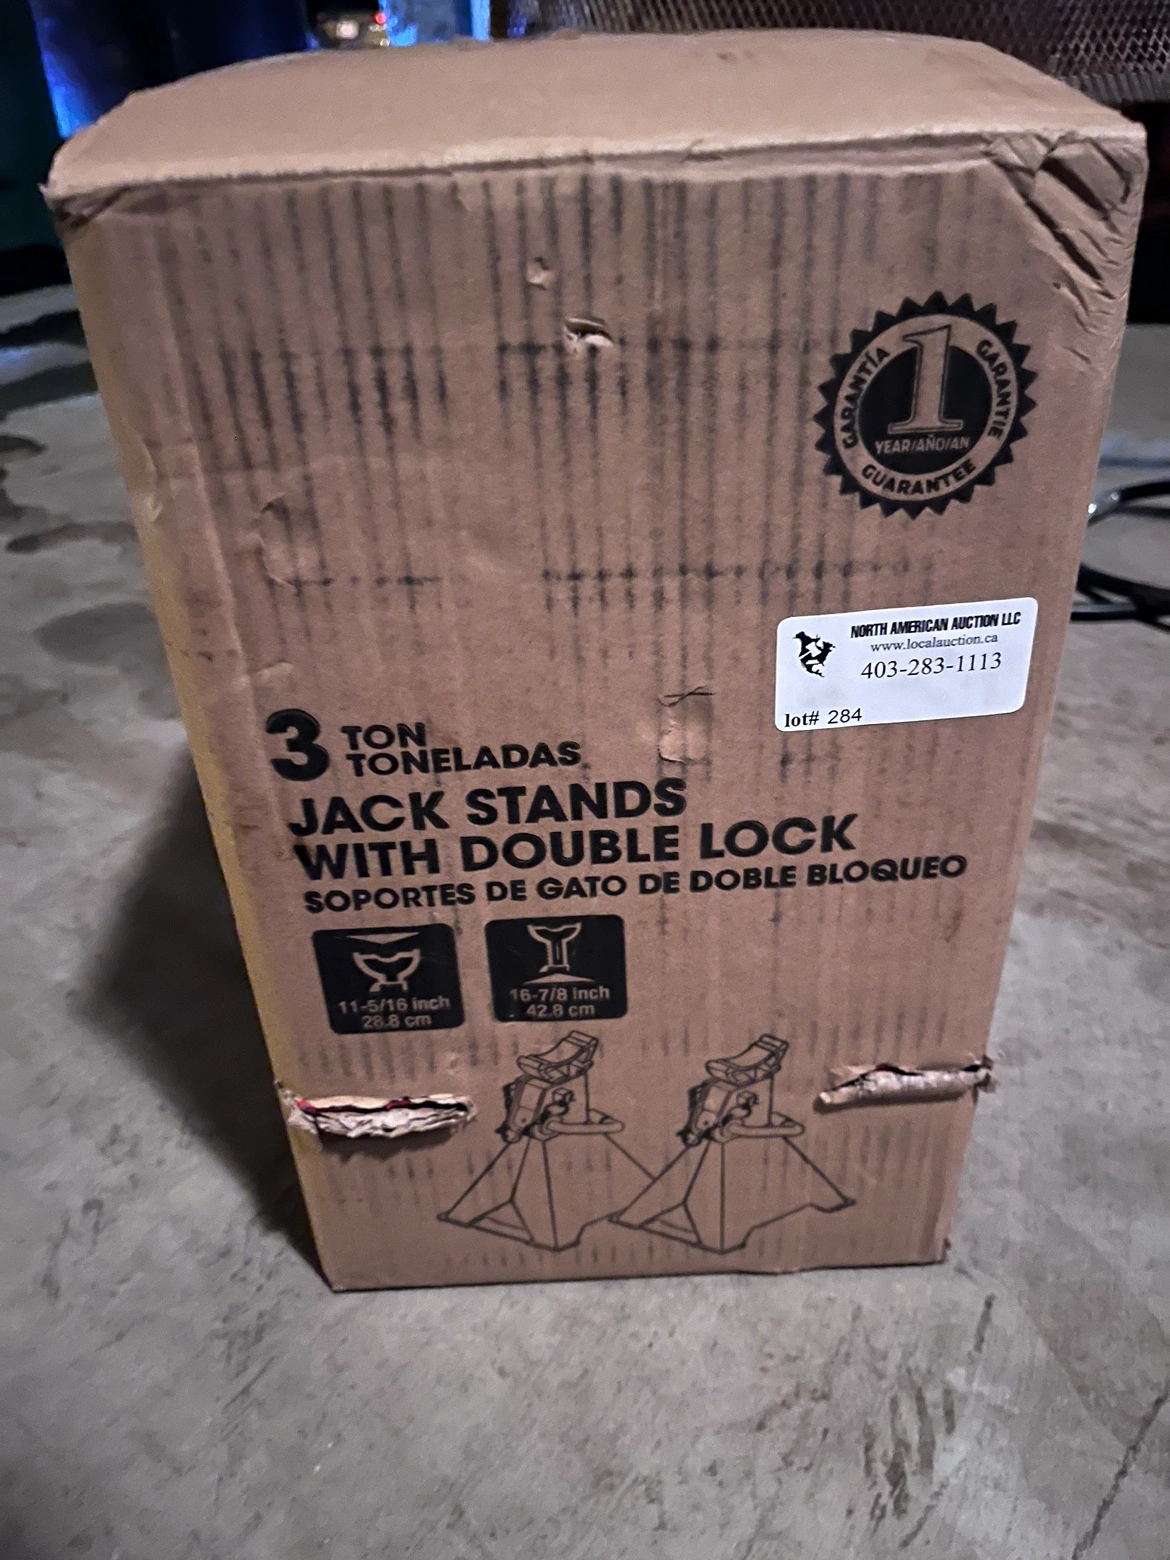 GARANTÍA
GARANTIE
1
YEAR/AÑO/AN
GUARANTEE
NORTH AMERICAN AUCTION LLC
www.localauction.ca
403-283-1113
lot# 284
3 TON
TONELADAS
JACK STANDS
WITH DOUBLE LOCK
SOPORTES DE GATO DE DOBLE BLOQUEO
11-5/16 inch
28.8 cm
16-7/8 inch
42.8 cm